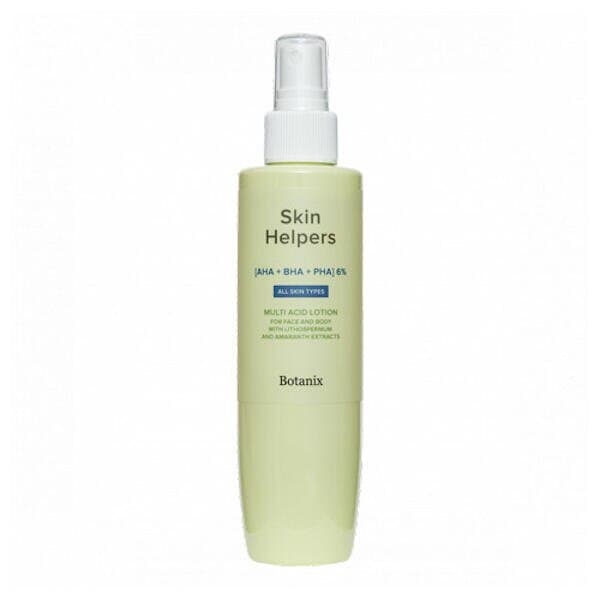 Skin
Helpers
[AHA + BHA + PHA] 6%
ALL SKIN TYPES
MULTI ACID LOTION
FOR FACE AND BODY
WITH LITHOSPERMUM
AND AMARANTH EXTRACTS
Botanix